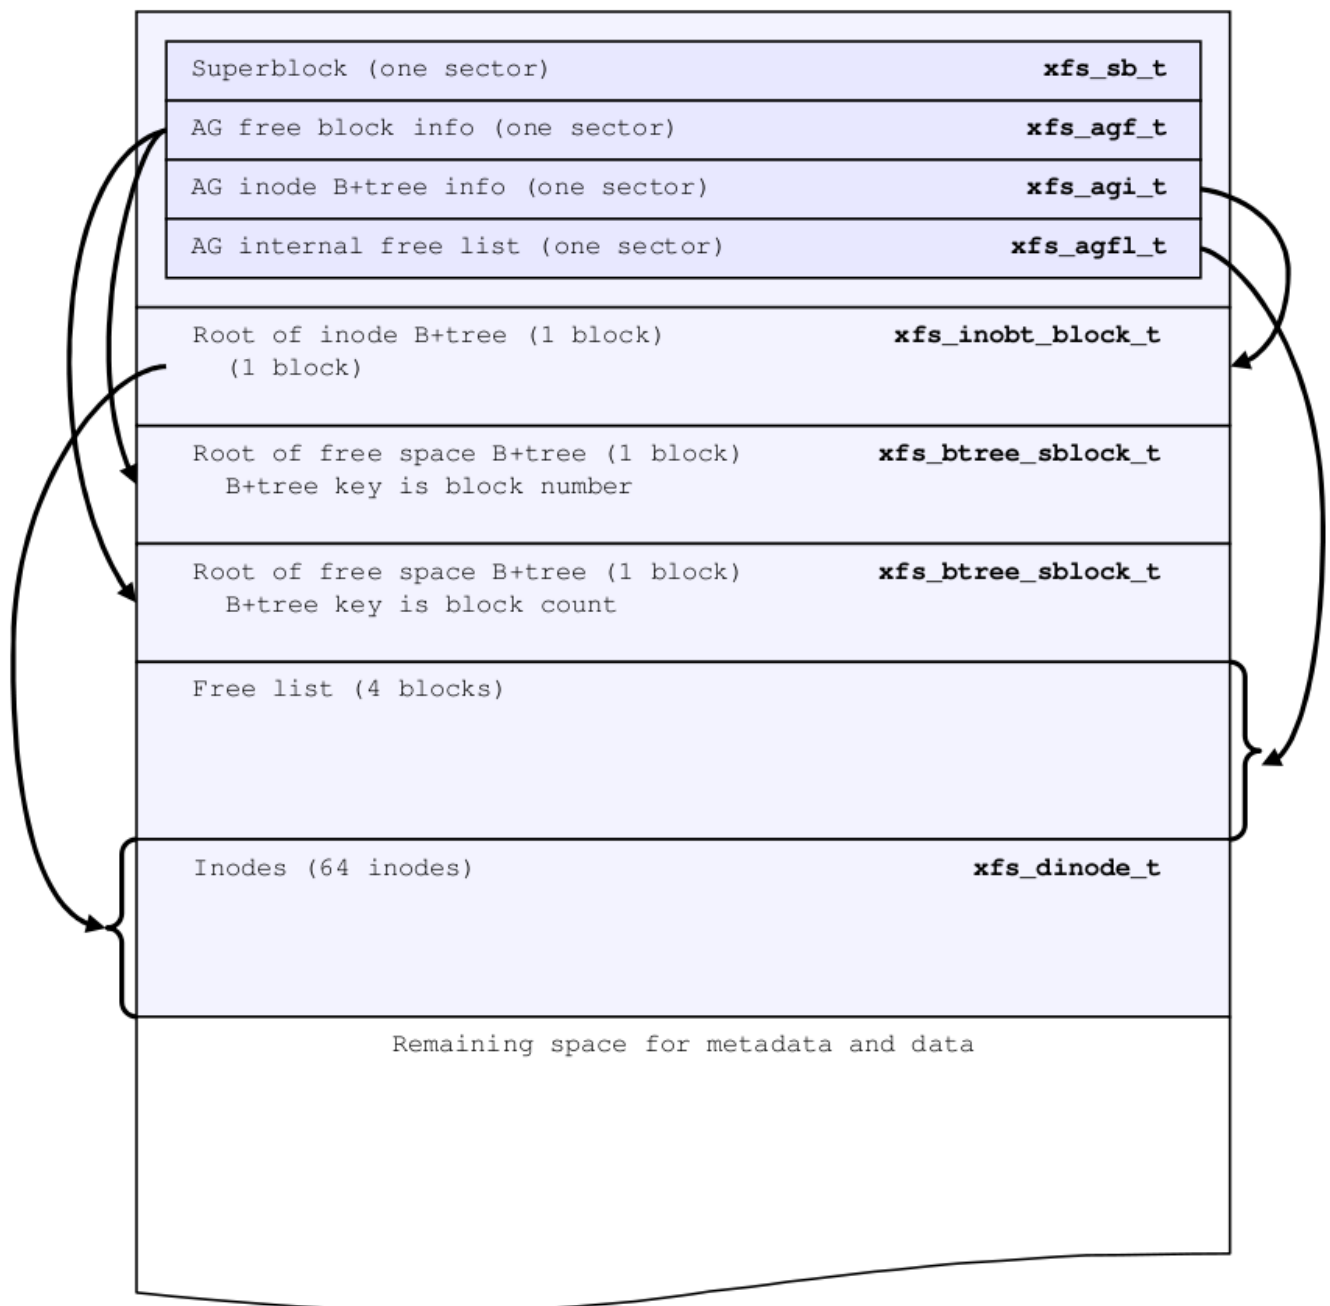 Superblock (one sector) xfs_sb_t
AG free block info (one sector) xfs_agf_t
AG inode B+tree info (one sector) xfs_agi_t
AG internal free list (one sector) xfs_agfl_t
Root of inode B+tree (1 block) xfs_inobt_block_t
(1 block)
Root of free space B+tree (1 block) xfs_btree_sblock_t
B+tree key is block number
Root of free space B+tree (1 block) xfs_btree_sblock_t
B+tree key is block count
Free list (4 blocks)
Inodes (64 inodes) xfs_dinode_t
Remaining space for metadata and data